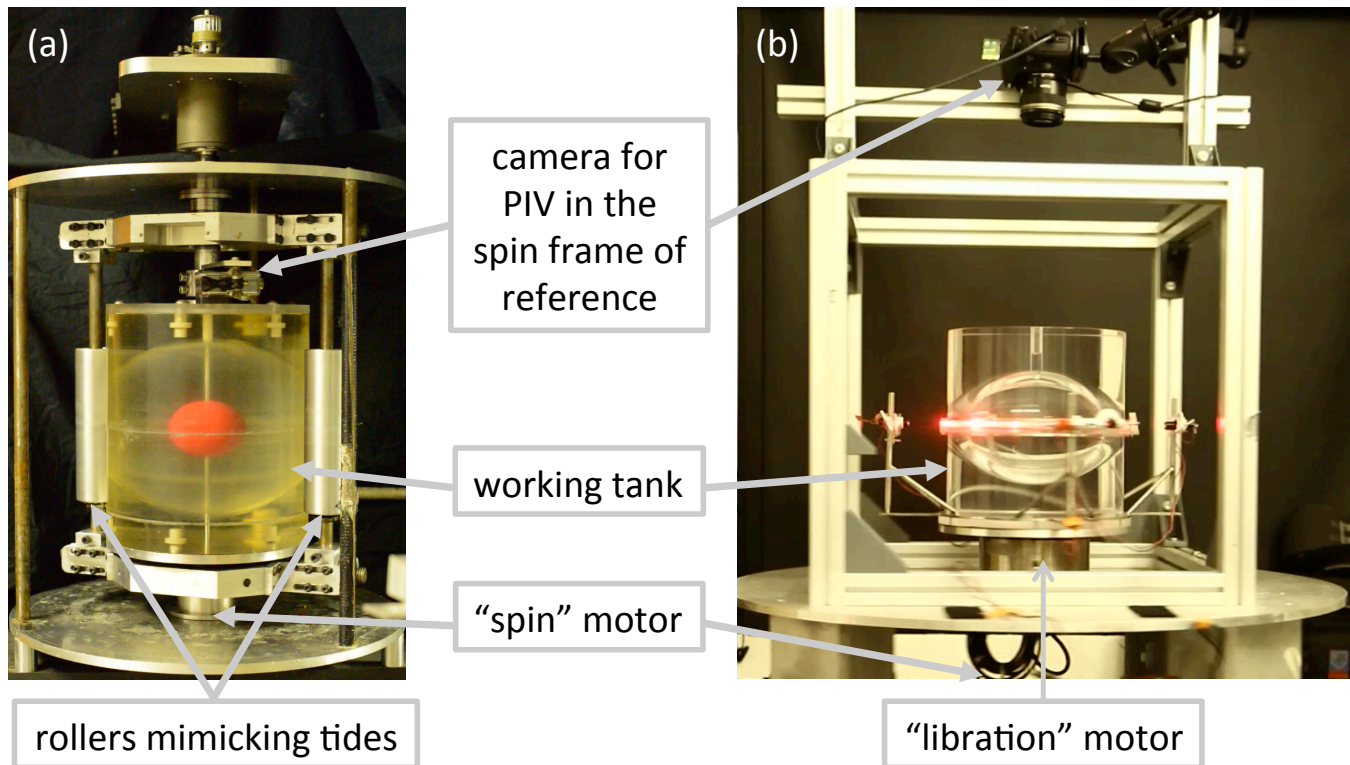 (a)
(b)
camera for
PIV in the
spin frame of
reference
working tank
“spin” motor
rollers mimicking tides
“libration” motor